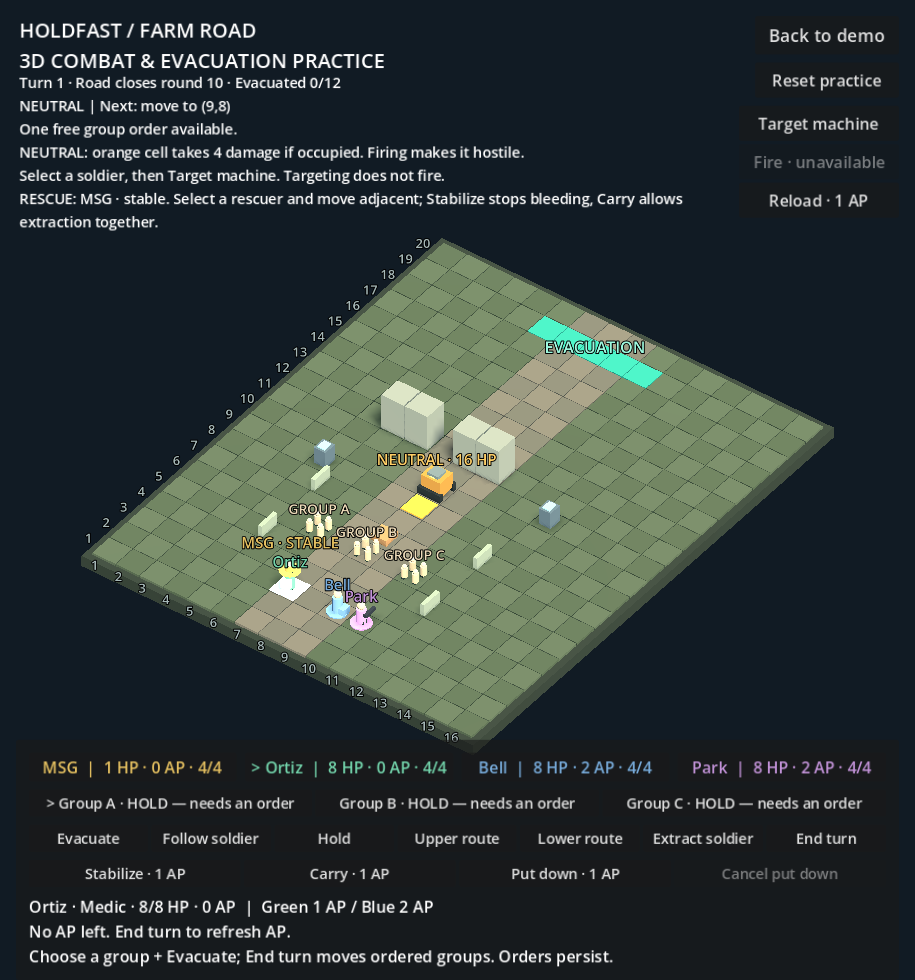 HOLDFAST / FARM ROAD
3D COMBAT & EVACUATION PRACTICE
Turn 1 · Road closes round 10 · Evacuated 0/12
NEUTRAL | Next: move to (9,8)
One free group order available.
NEUTRAL: orange cell takes 4 damage if occupied. Firing makes it hostile.
Select a soldier, then Target machine. Targeting does not fire.
RESCUE: MSG · stable. Select a rescuer and move adjacent; Stabilize stops bleeding, Carry allows
extraction together.
Back to demo
Reset practice
Target machine
Fire · unavailable
Reload · 1 AP
20
19
18
17
16
15
14
13
12
11
10
9
8
7
6
5
4
3
2
1
EVACUATION
NEUTRAL · 16 HP
GROUP A
GROUP B
GROUP C
MSG · STABLE
Ortiz
Bell
Park
1
2
3
4
5
6
7
8
9
10
11
12
13
14
15
16
MSG | 1 HP · 0 AP · 4/4
> Ortiz | 8 HP · 0 AP · 4/4
Bell | 8 HP · 2 AP · 4/4
Park | 8 HP · 2 AP · 4/4
> Group A · HOLD — needs an order
Group B · HOLD — needs an order
Group C · HOLD — needs an order
Evacuate
Follow soldier
Hold
Upper route
Lower route
Extract soldier
End turn
Stabilize · 1 AP
Carry · 1 AP
Put down · 1 AP
Cancel put down
Ortiz · Medic · 8/8 HP · 0 AP | Green 1 AP / Blue 2 AP
No AP left. End turn to refresh AP.
Choose a group + Evacuate; End turn moves ordered groups. Orders persist.